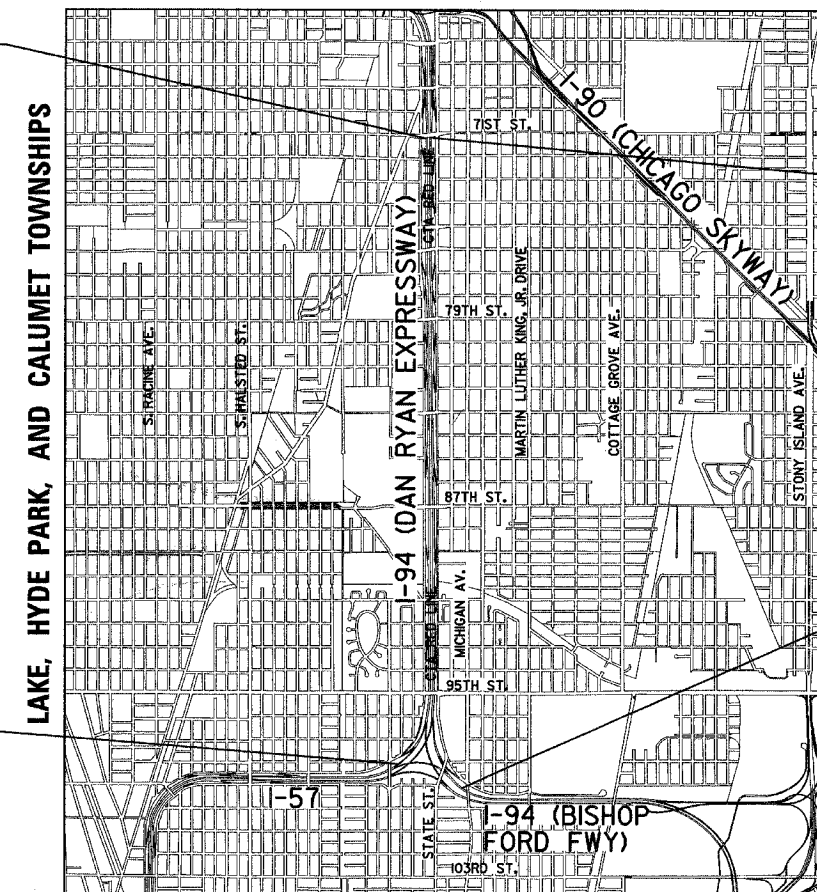 LAKE, HYDE PARK, AND CALUMET TOWNSHIPS
71ST ST.
I-90 (CHICAGO SKYWAY)
CTA RED LINE
I-94 (DAN RYAN EXPRESSWAY)
MARTIN LUTHER KING, JR. DRIVE
79TH ST.
S. RACINE AVE.
S. HALSTED ST.
COTTAGE GROVE AVE.
STONY ISLAND AVE.
87TH ST.
MICHIGAN AV.
CTA RED LINE
95TH ST.
I-57
STATE ST.
I-94 (BISHOP
FORD FWY)
103RD ST.